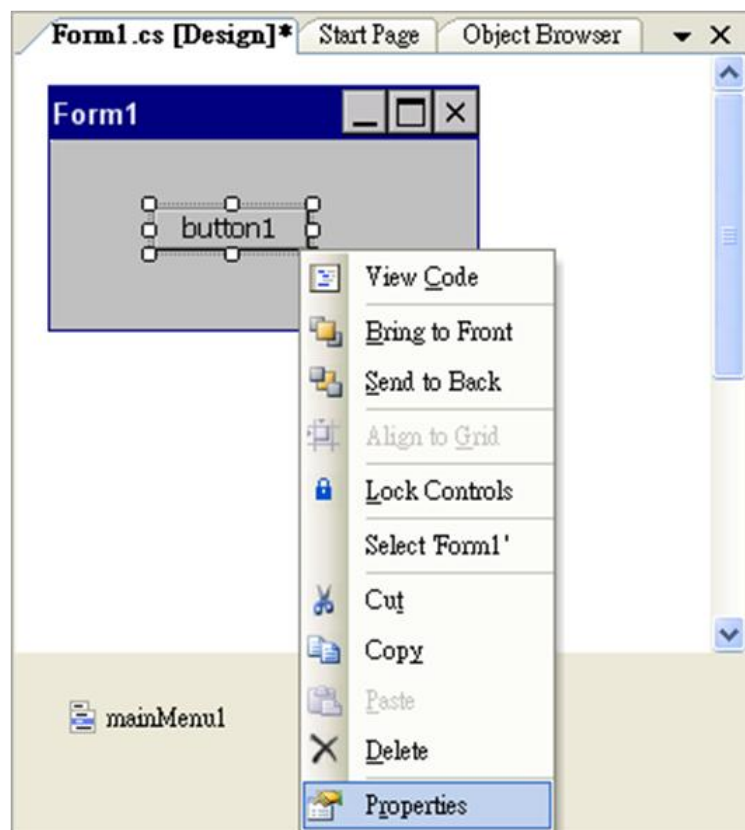 Form1.cs [Design]* Start Page Object Browser
Form1
button1
View Code
Bring to Front
Send to Back
Align to Grid
Lock Controls
Select 'Form1'
Cut
Copy
Paste
mainMenu1
Delete
Properties